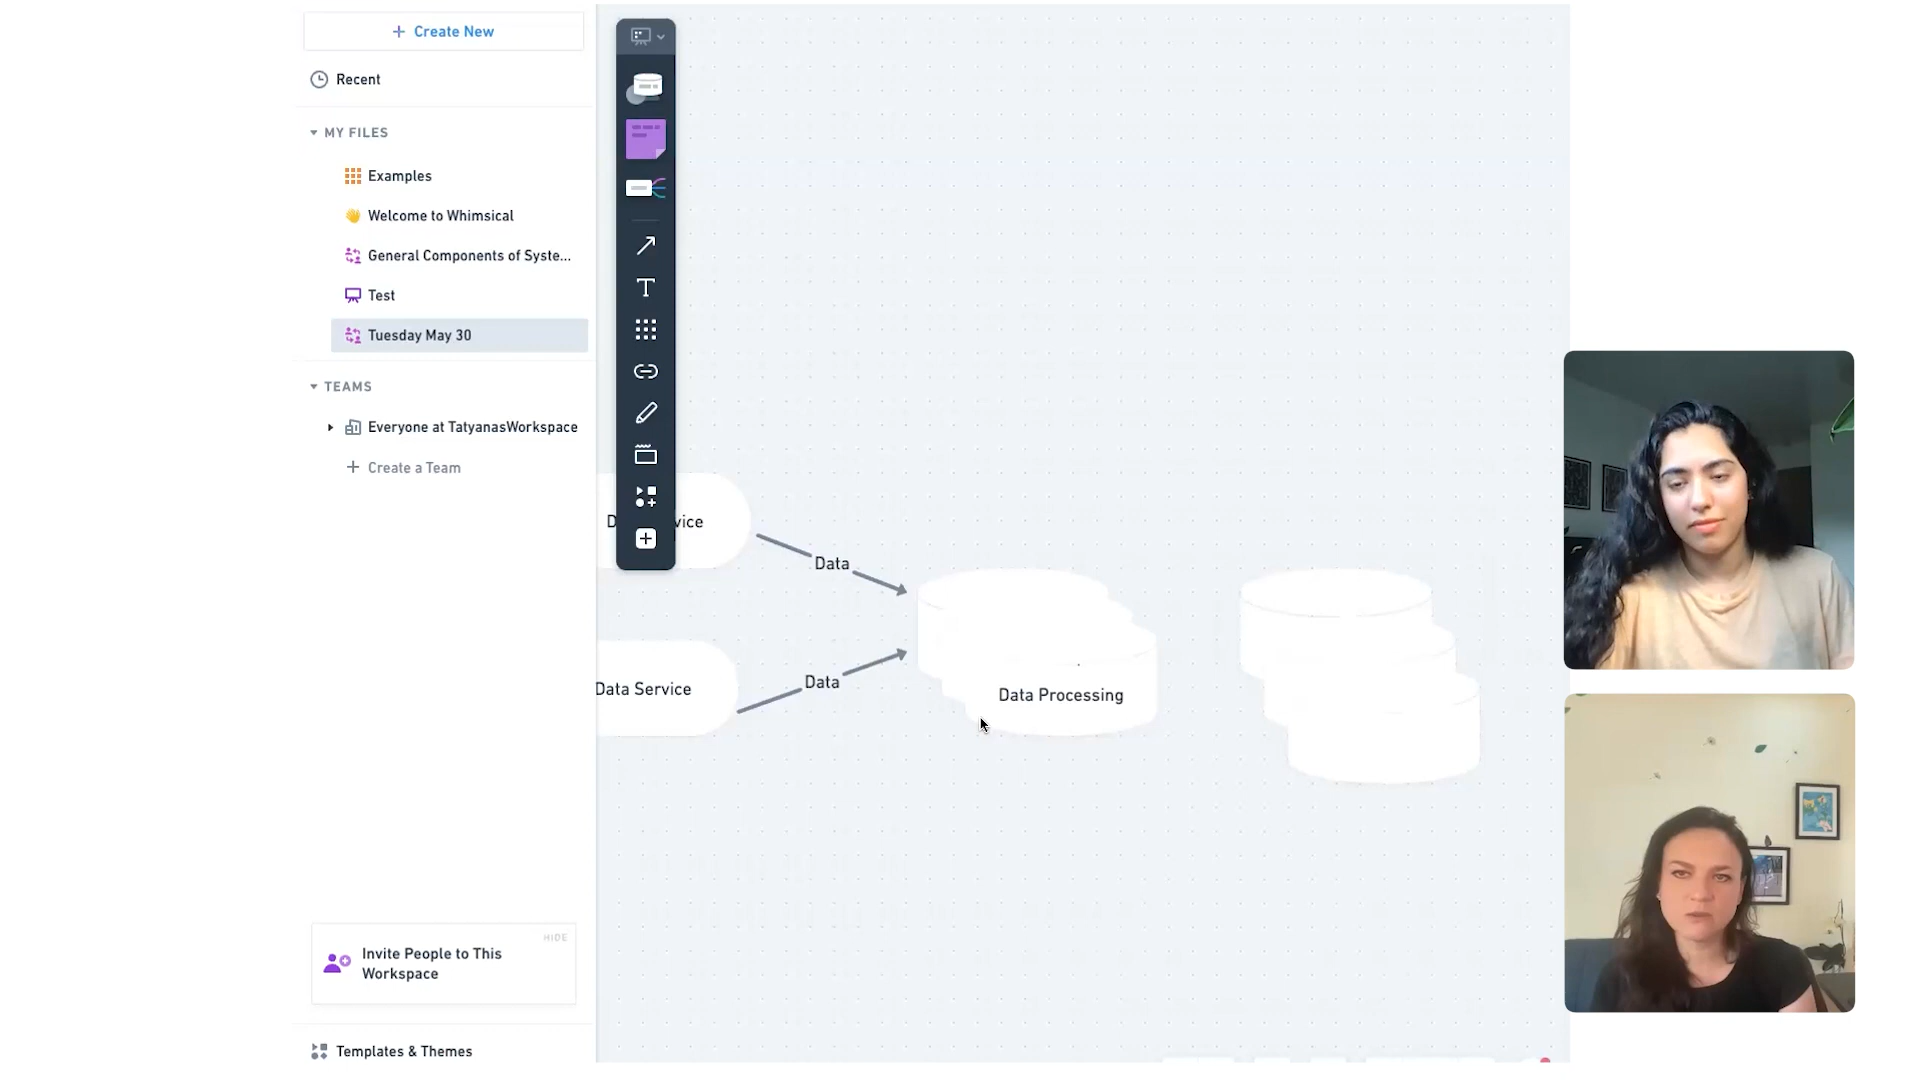 Create New
Recent
MY FILES
Examples
Welcome to Whimsical
General Components of Syste...
Test
Tuesday May 30
TEAMS
Everyone at TatyanasWorkspace
Create a Team
HIDE
Invite People to This
Workspace
Templates & Themes
Data
Data Service
Data
Data Processing